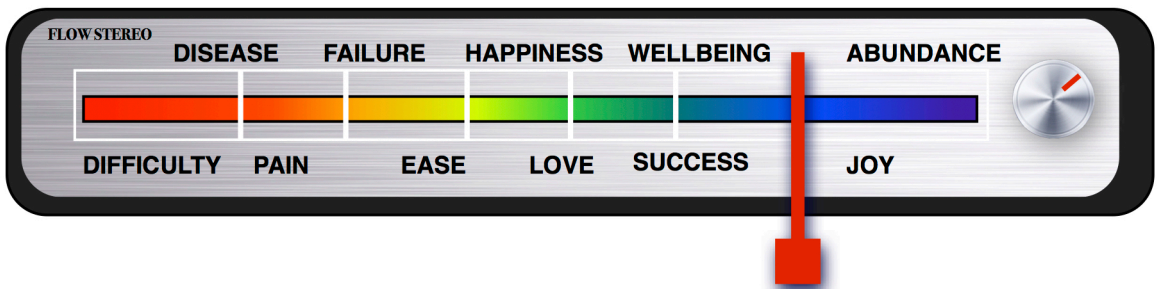 FLOW STEREO
DISEASE FAILURE HAPPINESS WELLBEING ABUNDANCE
DIFFICULTY PAIN EASE LOVE SUCCESS JOY